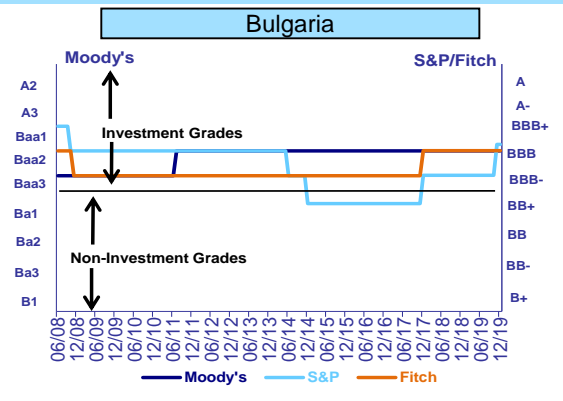 Bulgaria
Moody's S&P/Fitch
A2 A
A3 A-
Baa1 Investment Grades BBB+
Baa2 BBB
Baa3 BBB-
Ba1 BB+
Ba2 BB
Non-Investment Grades
Ba3 BB-
B1 B+
06/08 12/08 06/09 12/09 06/10 12/10 06/11 12/11 06/12 12/12 06/13 12/13 06/14 12/14 06/15 12/15 06/16 12/16 06/17 12/17 06/18 12/18 06/19 12/19
Moody's S&P Fitch